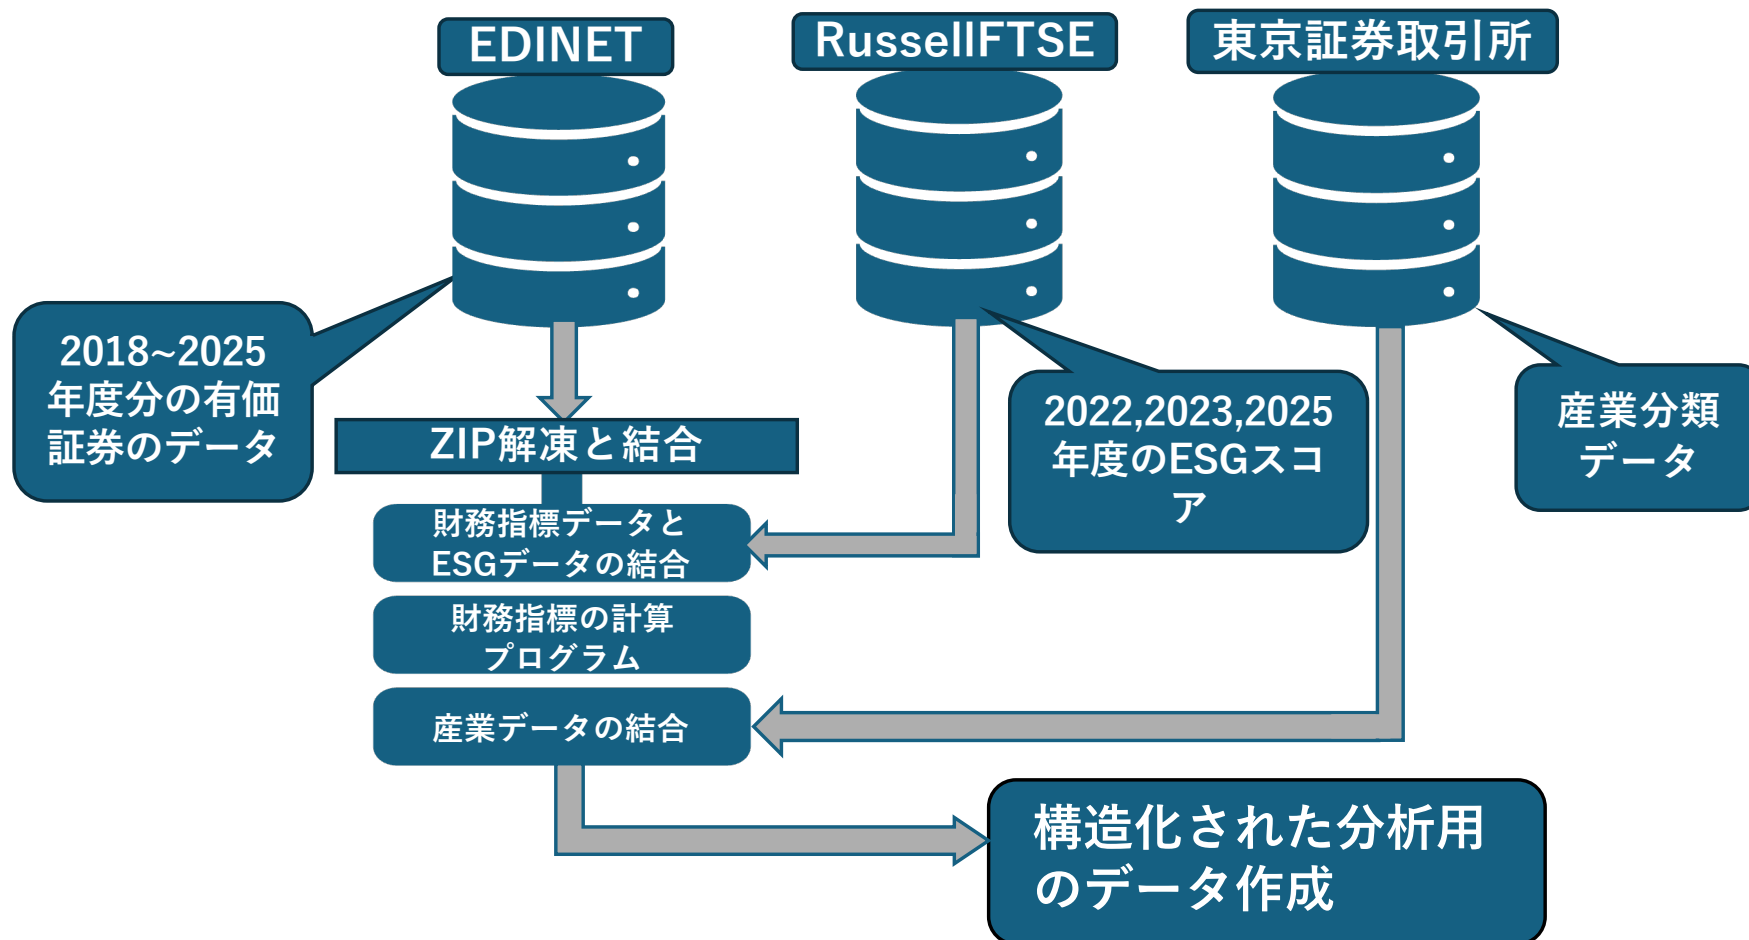 EDINET
RussellFTSE
東京証券取引所
2018~2025
年度分の有価
証券のデータ
2022,2023,2025
年度のESGスコ
ア
産業分類
データ
ZIP解凍と結合
財務指標データと
ESGデータの結合
財務指標の計算
プログラム
産業データの結合
構造化された分析用
のデータ作成